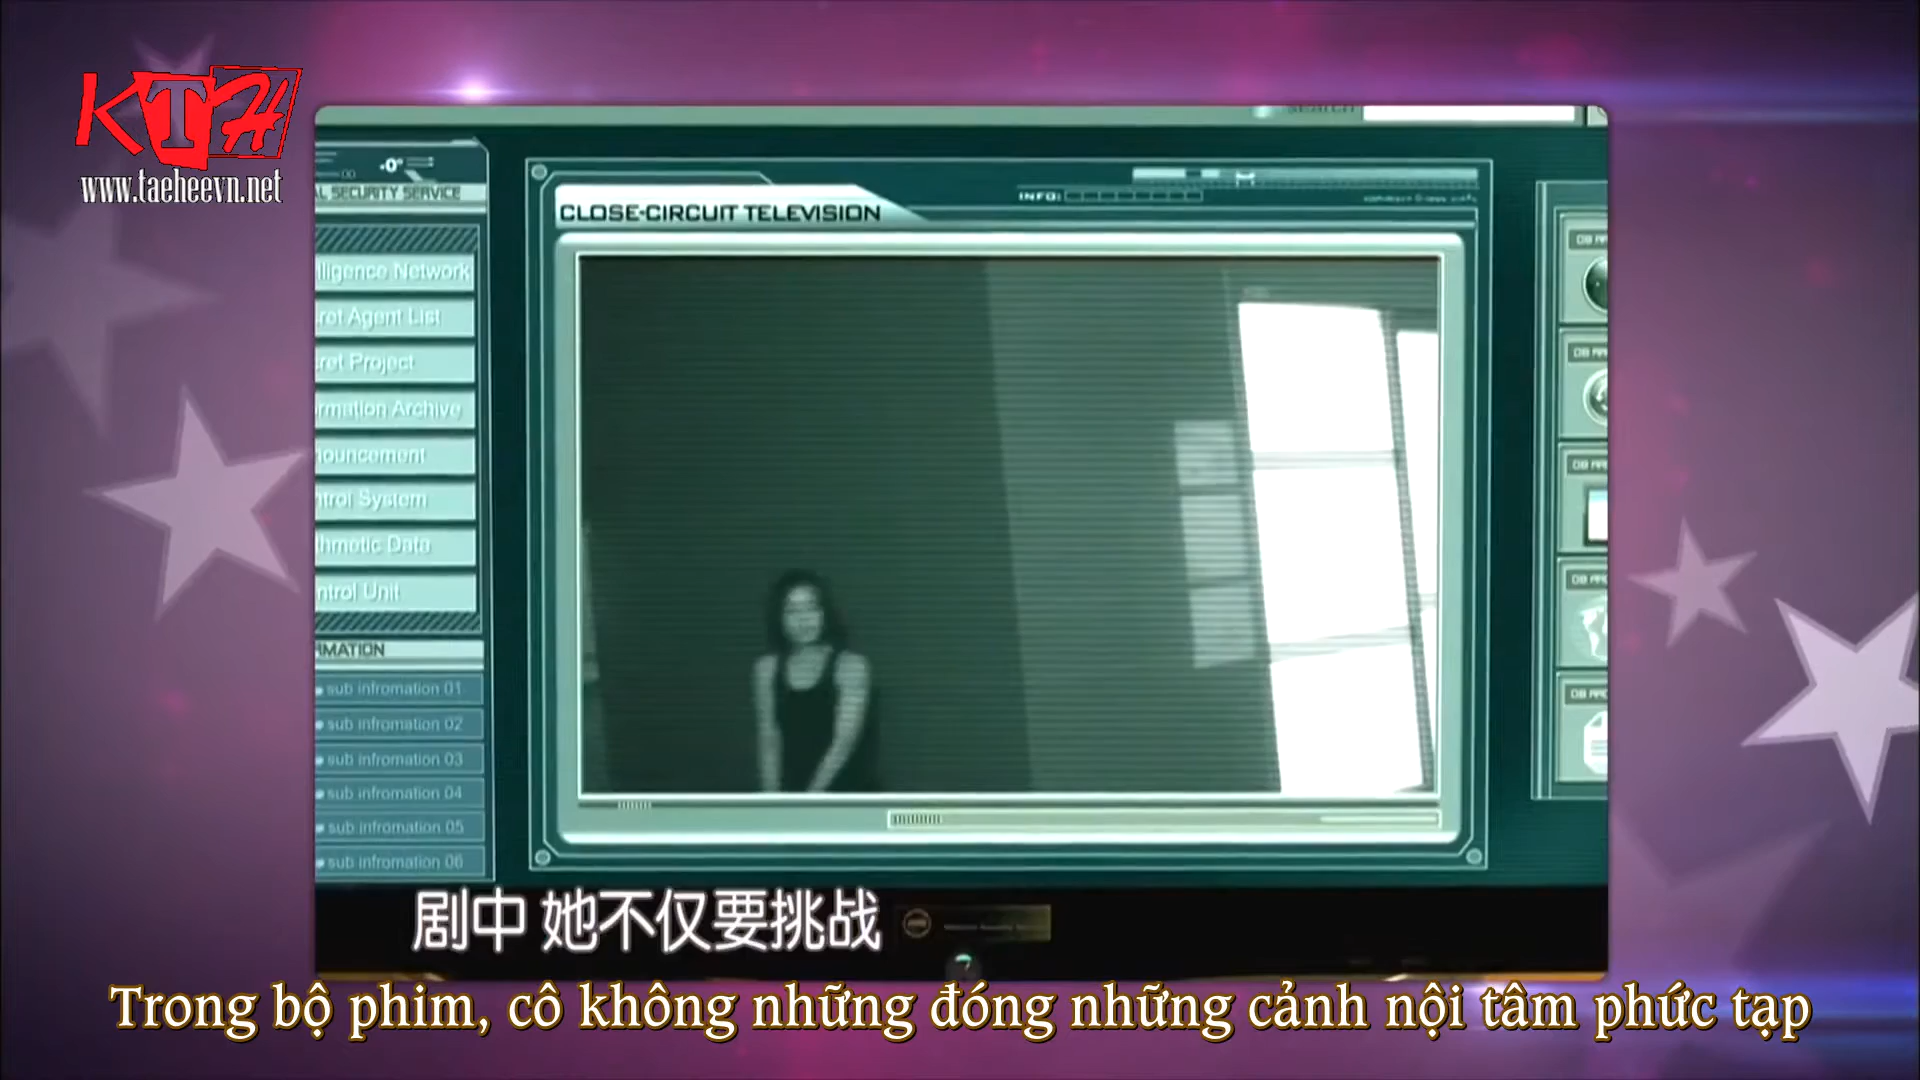 KTH
www.taeheevn.net
search
L SECURITY SERVICE
CLOSE-CIRCUIT TELEVISION
INFO:
lligence Network
ret Agent List
cret Project
rmation Archive
nouncement
ntrol System
thmetic Data
ntrol Unit
RMATION
sub infromation 01
sub infromation 02
sub infromation 03
sub infromation 04
sub infromation 05
sub infromation 06
剧中 她不仅要挑战
Trong bộ phim, cô không những đóng những cảnh nội tâm phức tạp